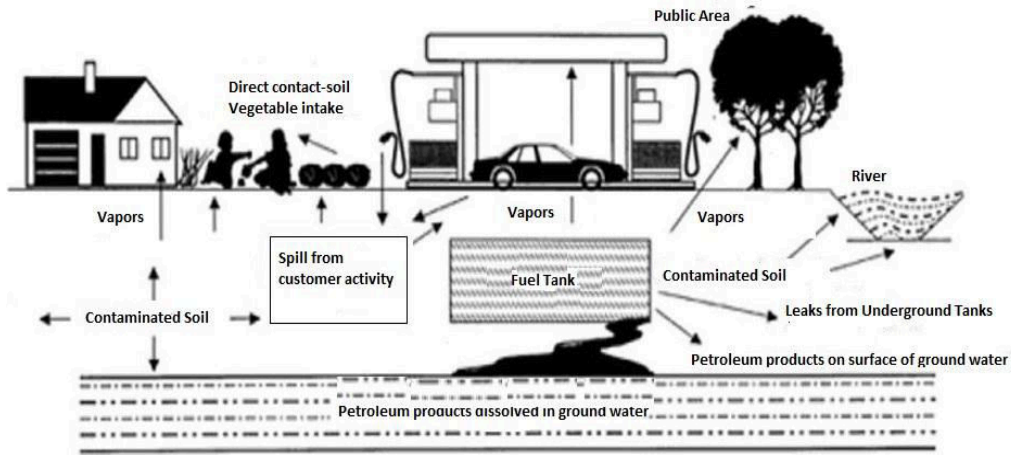 Public Area
Direct contact-soil
Vegetable intake
River
Vapors
Vapors
Vapors
Spill from
customer activity
Fuel Tank
Contaminated Soil
Contaminated Soil
Leaks from Underground Tanks
Petroleum products on surface of ground water
Petroleum products dissolved in ground water